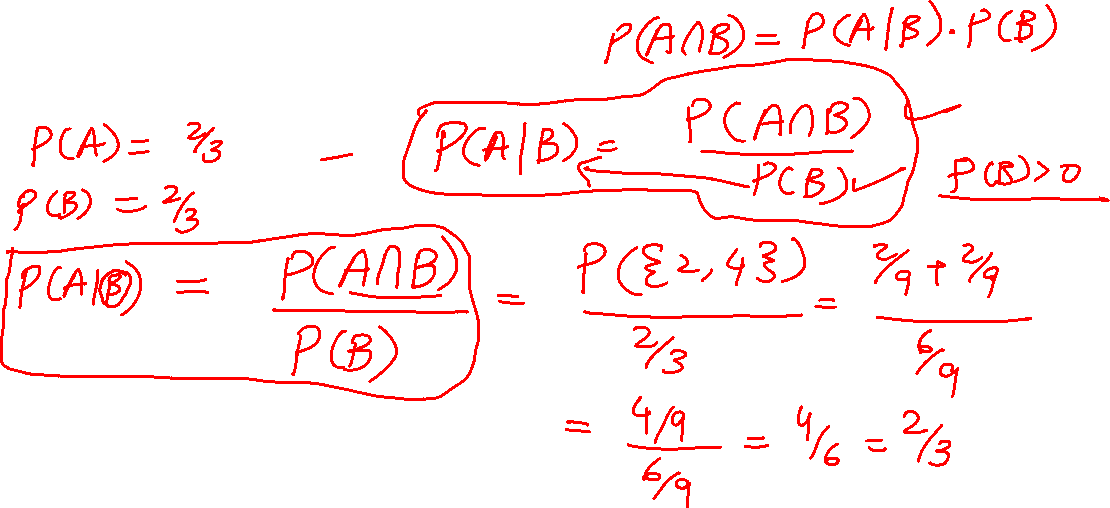 P(A∩B) = P(A|B)·P(B)
P(A) = 2/3 - P(A|B) = P(A∩B) / P(B) ✓ P(B)>0
P(B) = 2/3
P(A|B) = P(A∩B) / P(B) = P({2,4}) / 2/3 = 2/9 + 2/9 / 6/9
= 4/9 / 6/9 = 4/6 = 2/3